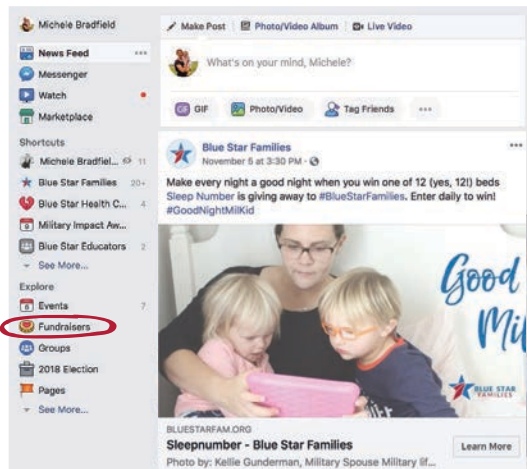 Michele Bradfield
News Feed
Messenger
Watch
Marketplace
Shortcuts
Michele Bradfiel... 11
Blue Star Families 20+
Blue Star Health C... 4
Military Impact Aw...
Blue Star Educators 2
See More...
Explore
Events 7
Fundraisers
Groups
2018 Election
Pages
See More...
Make Post
Photo/Video Album
Live Video
What's on your mind, Michele?
GIF
Photo/Video
Tag Friends
Blue Star Families
November 5 at 3:30 PM ·
Make every night a good night when you win one of 12 (yes, 12!) beds
Sleep Number is giving away to #BlueStarFamilies. Enter daily to win!
#GoodNightMilKid
Good
Mil
BLUE STAR
FAMILIES
BLUESTARFAM.ORG
Sleepnumber - Blue Star Families
Photo by: Kellie Gunderman, Military Spouse Military lif...
Learn More